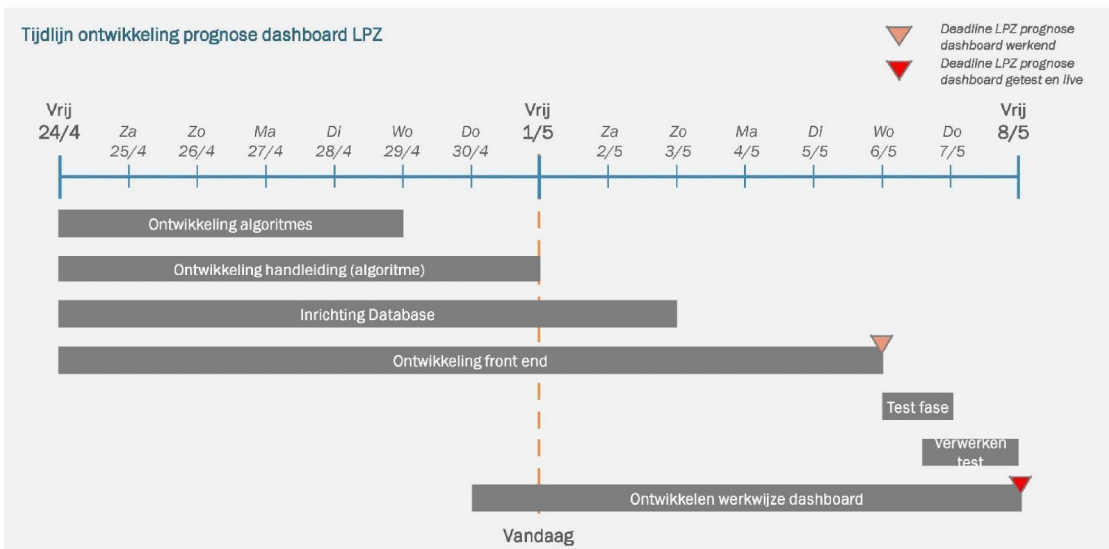 Tijdlijn ontwikkeling prognose dashboard LPZ
Deadline LPZ prognose
dashboard werkend
Deadline LPZ prognose
dashboard getest en live
Vrij
24/4
Za
25/4
Zo
26/4
Ma
27/4
Di
28/4
Wo
29/4
Do
30/4
Vrij
1/5
Za
2/5
Zo
3/5
Ma
4/5
Di
5/5
Wo
6/5
Do
7/5
Vrij
8/5
Ontwikkeling algoritmes
Ontwikkeling handleiding (algoritme)
Inrichting Database
Ontwikkeling front end
Test fase
Verwerken
test
Ontwikkelen werkwijze dashboard
Vandaag